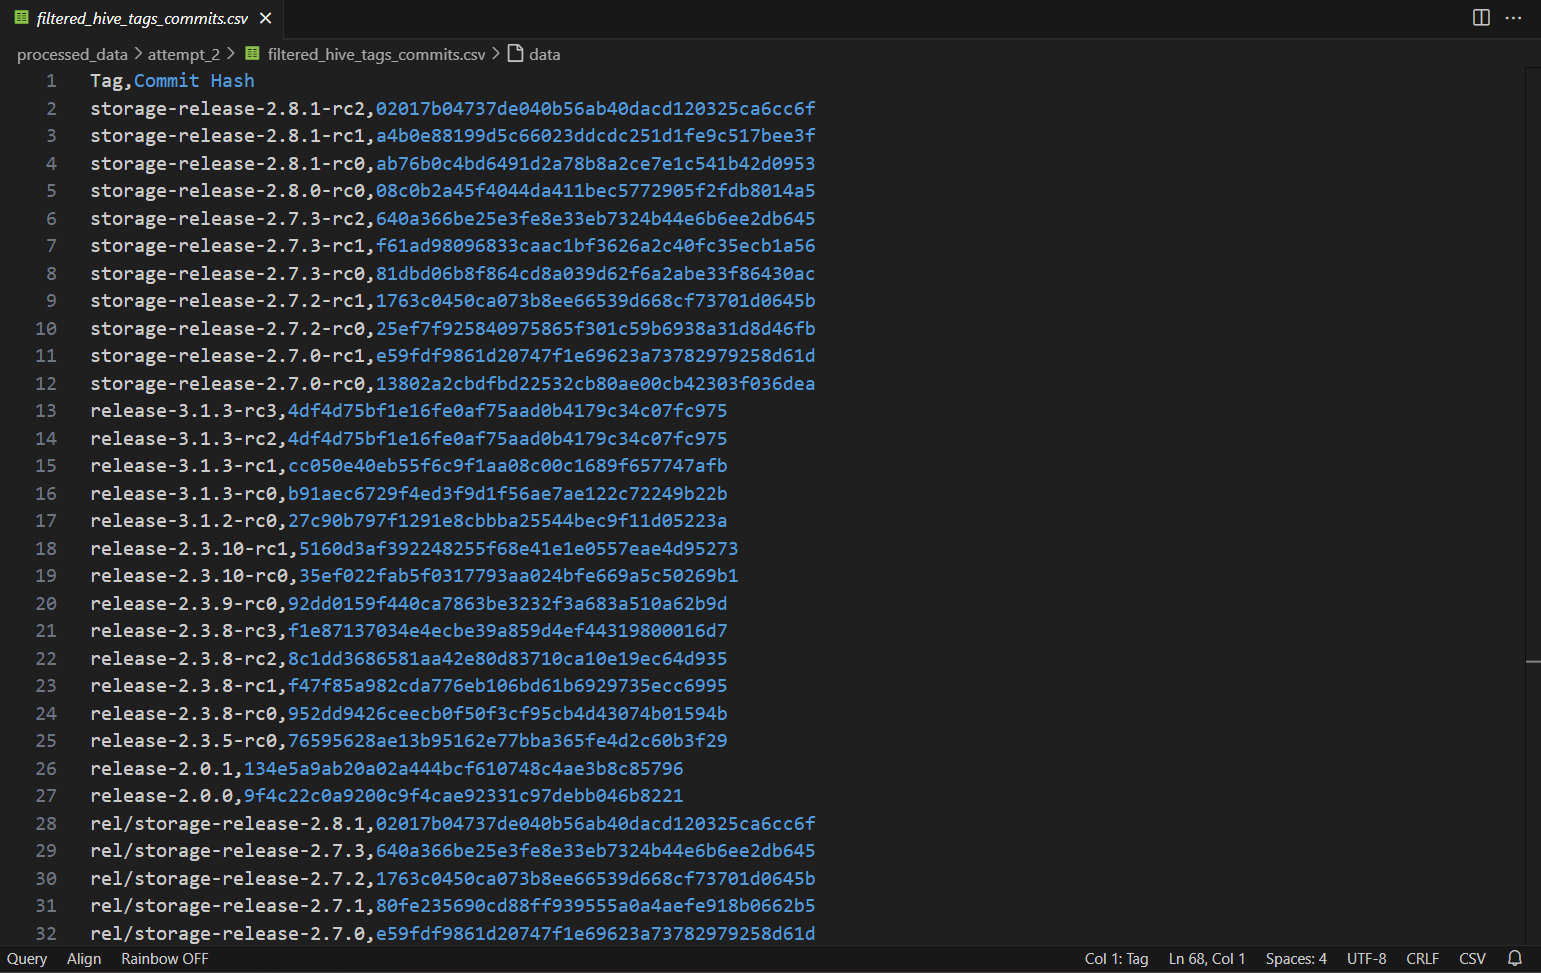 filtered_hive_tags_commits.csv
processed_data > attempt_2 > filtered_hive_tags_commits.csv > data
1 Tag,Commit Hash
2 storage-release-2.8.1-rc2,02017b04737de040b56ab40dacd120325ca6cc6f
3 storage-release-2.8.1-rc1,a4b0e88199d5c66023ddcdc251d1fe9c517bee3f
4 storage-release-2.8.1-rc0,ab76b0c4bd6491d2a78b8a2ce7e1c541b42d0953
5 storage-release-2.8.0-rc0,08c0b2a45f4044da411bec5772905f2fdb8014a5
6 storage-release-2.7.3-rc2,640a366be25e3fe8e33eb7324b44e6b6ee2db645
7 storage-release-2.7.3-rc1,f61ad98096833caac1bf3626a2c40fc35ecb1a56
8 storage-release-2.7.3-rc0,81dbd06b8f864cd8a039d62f6a2abe33f86430ac
9 storage-release-2.7.2-rc1,1763c0450ca073b8ee66539d668cf73701d0645b
10 storage-release-2.7.2-rc0,25ef7f925840975865f301c59b6938a31d8d46fb
11 storage-release-2.7.0-rc1,e59fdf9861d20747f1e69623a73782979258d61d
12 storage-release-2.7.0-rc0,13802a2cbdfbd22532cb80ae00cb42303f036dea
13 release-3.1.3-rc3,4df4d75bf1e16fe0af75aad0b4179c34c07fc975
14 release-3.1.3-rc2,4df4d75bf1e16fe0af75aad0b4179c34c07fc975
15 release-3.1.3-rc1,cc050e40eb55f6c9f1aa08c00c1689f657747afb
16 release-3.1.3-rc0,b91aec6729f4ed3f9d1f56ae7ae122c72249b22b
17 release-3.1.2-rc0,27c90b797f1291e8cbbba25544bec9f11d05223a
18 release-2.3.10-rc1,5160d3af392248255f68e41e1e0557eae4d95273
19 release-2.3.10-rc0,35ef022fab5f0317793aa024bfe669a5c50269b1
20 release-2.3.9-rc0,92dd0159f440ca7863be3232f3a683a510a62b9d
21 release-2.3.8-rc3,f1e87137034e4ecbe39a859d4ef44319800016d7
22 release-2.3.8-rc2,8c1dd3686581aa42e80d83710ca10e19ec64d935
23 release-2.3.8-rc1,f47f85a982cda776eb106bd61b6929735ecc6995
24 release-2.3.8-rc0,952dd9426ceecb0f50f3cf95cb4d43074b01594b
25 release-2.3.5-rc0,76595628ae13b95162e77bba365fe4d2c60b3f29
26 release-2.0.1,134e5a9ab20a02a444bcf610748c4ae3b8c85796
27 release-2.0.0,9f4c22c0a9200c9f4cae92331c97debb046b8221
28 rel/storage-release-2.8.1,02017b04737de040b56ab40dacd120325ca6cc6f
29 rel/storage-release-2.7.3,640a366be25e3fe8e33eb7324b44e6b6ee2db645
30 rel/storage-release-2.7.2,1763c0450ca073b8ee66539d668cf73701d0645b
31 rel/storage-release-2.7.1,80fe235690cd88ff939555a0a4aefe918b0662b5
32 rel/storage-release-2.7.0,e59fdf9861d20747f1e69623a73782979258d61d
Query Align Rainbow OFF Col 1: Tag Ln 68, Col 1 Spaces: 4 UTF-8 CRLF CSV